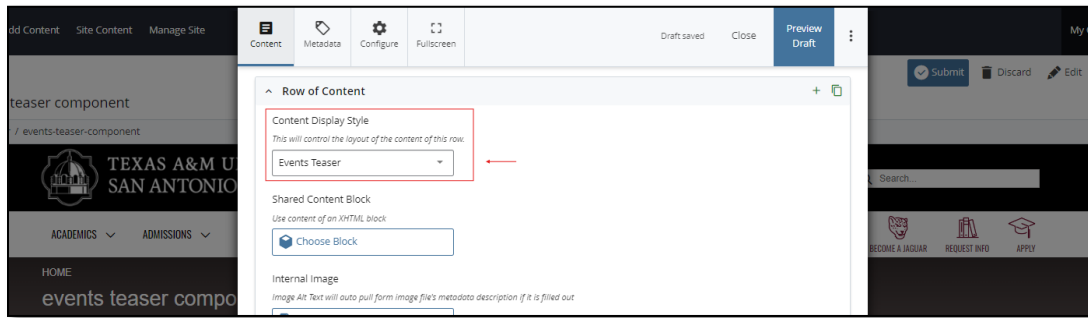 dd Content Site Content Manage Site
Content Metadata Configure Fullscreen
Draft saved Close Preview Draft
My
Submit Discard Edit
teaser component
/ events-teaser-component
Row of Content
Content Display Style
This will control the layout of the content of this row.
Events Teaser
Shared Content Block
Use content of an XHTML block
Choose Block
Internal Image
Image Alt Text will auto pull form image file's metadata description if it is filled out
TEXAS A&M U
SAN ANTONIO
Search...
ACADEMICS ADMISSIONS
BECOME A JAGUAR REQUEST INFO APPLY
HOME
events teaser compo